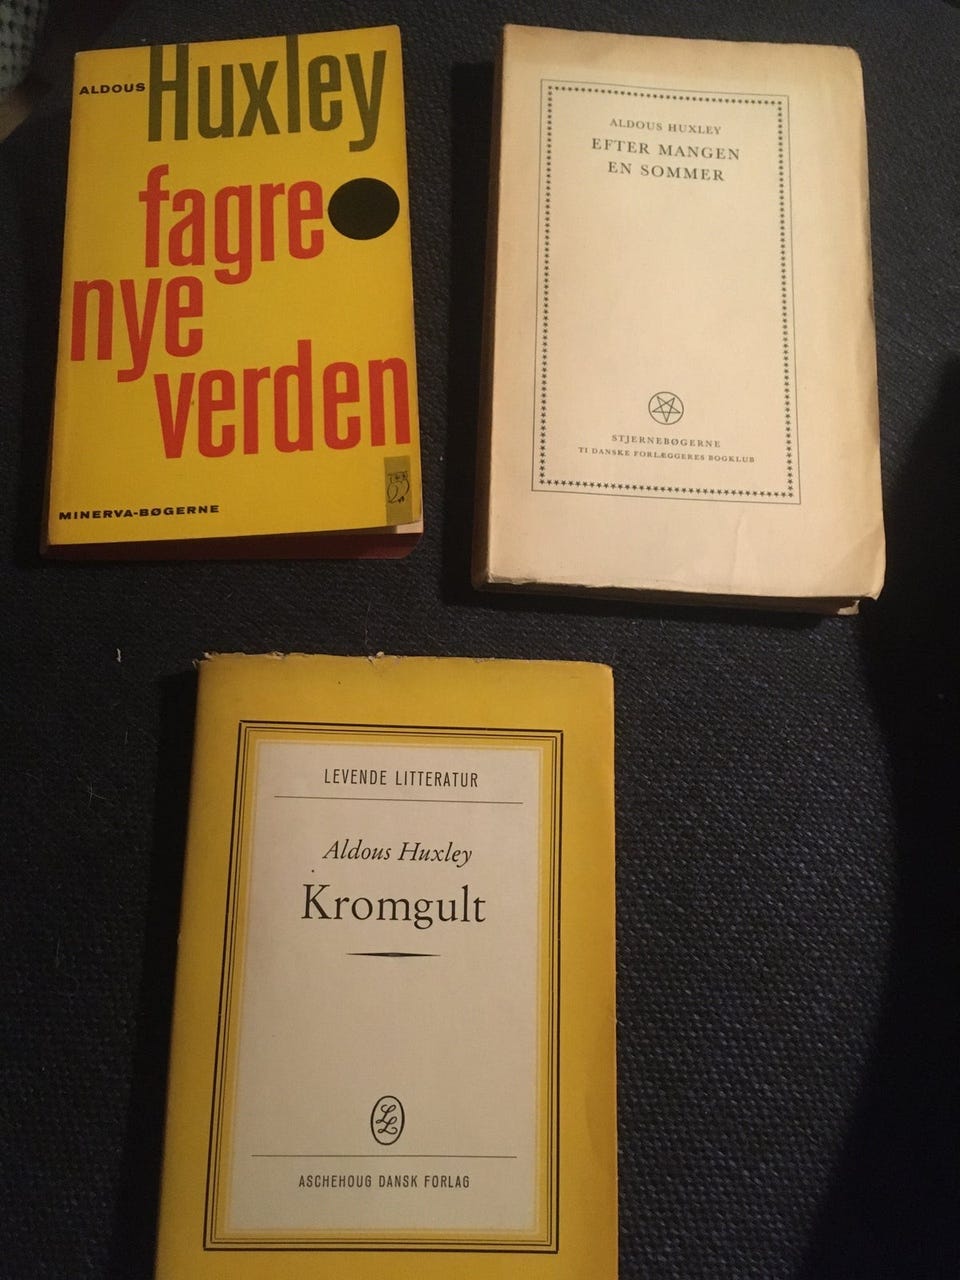 ALDOUS Huxley
fagre
nye
verden
MINERVA-BØGERNE
ALDOUS HUXLEY
EFTER MANGEN
EN SOMMER
STJERNEBØGERNE
TI DANSKE FORLÆGGERES BOGKLUB
LEVENDE LITTERATUR
Aldous Huxley
Kromgult
LL
ASCHEHOUG DANSK FORLAG